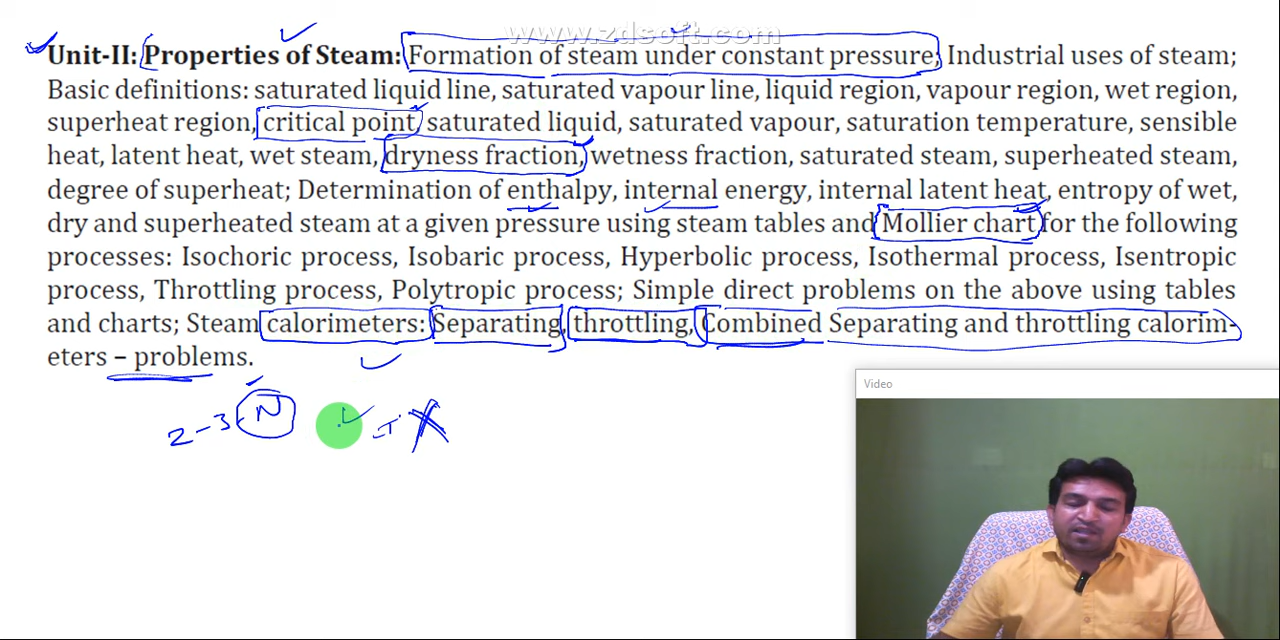 www.zdsoft.com
Unit-II: Properties of Steam: Formation of steam under constant pressure; Industrial uses of steam;
Basic definitions: saturated liquid line, saturated vapour line, liquid region, vapour region, wet region,
superheat region, critical point, saturated liquid, saturated vapour, saturation temperature, sensible
heat, latent heat, wet steam, dryness fraction, wetness fraction, saturated steam, superheated steam,
degree of superheat; Determination of enthalpy, internal energy, internal latent heat, entropy of wet,
dry and superheated steam at a given pressure using steam tables and Mollier chart for the following
processes: Isochoric process, Isobaric process, Hyperbolic process, Isothermal process, Isentropic
process, Throttling process, Polytropic process; Simple direct problems on the above using tables
and charts; Steam calorimeters: Separating, throttling, Combined Separating and throttling calorim-
eters – problems.
Video
2-3 N